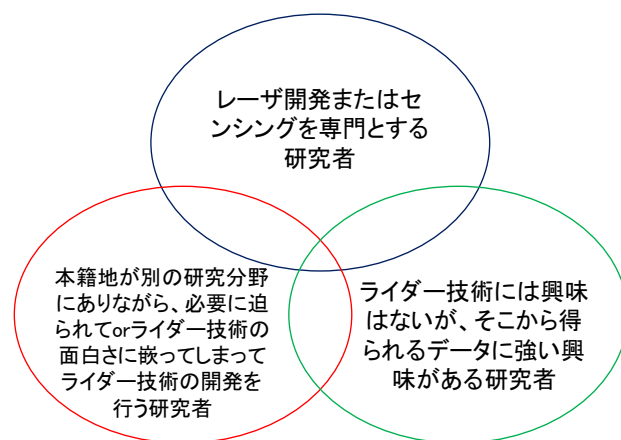 レーザ開発またはセ
ンシングを専門とする
研究者
本籍地が別の研究分野
にありながら、必要に迫
られてorライダー技術の
面白さに嵌ってしまって
ライダー技術の開発を
行う研究者
ライダー技術には興味
はないが、そこから得
られるデータに強い興
味がある研究者